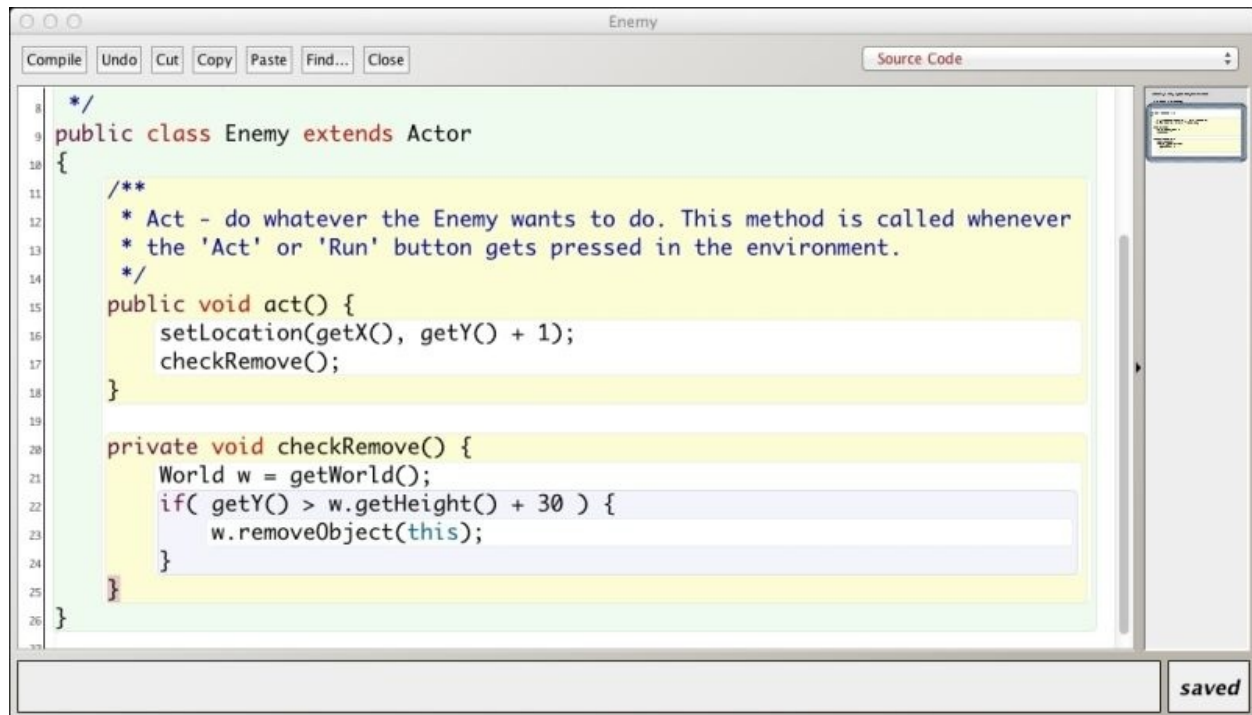 Enemy
Compile Undo Cut Copy Paste Find... Close Source Code
8 */
9 public class Enemy extends Actor
10 {
11 /**
12 * Act - do whatever the Enemy wants to do. This method is called whenever
13 * the 'Act' or 'Run' button gets pressed in the environment.
14 */
15 public void act() {
16 setLocation(getX(), getY() + 1);
17 checkRemove();
18 }
19
20 private void checkRemove() {
21 World w = getWorld();
22 if( getY() > w.getHeight() + 30 ) {
23 w.removeObject(this);
24 }
25 }
26 }
saved